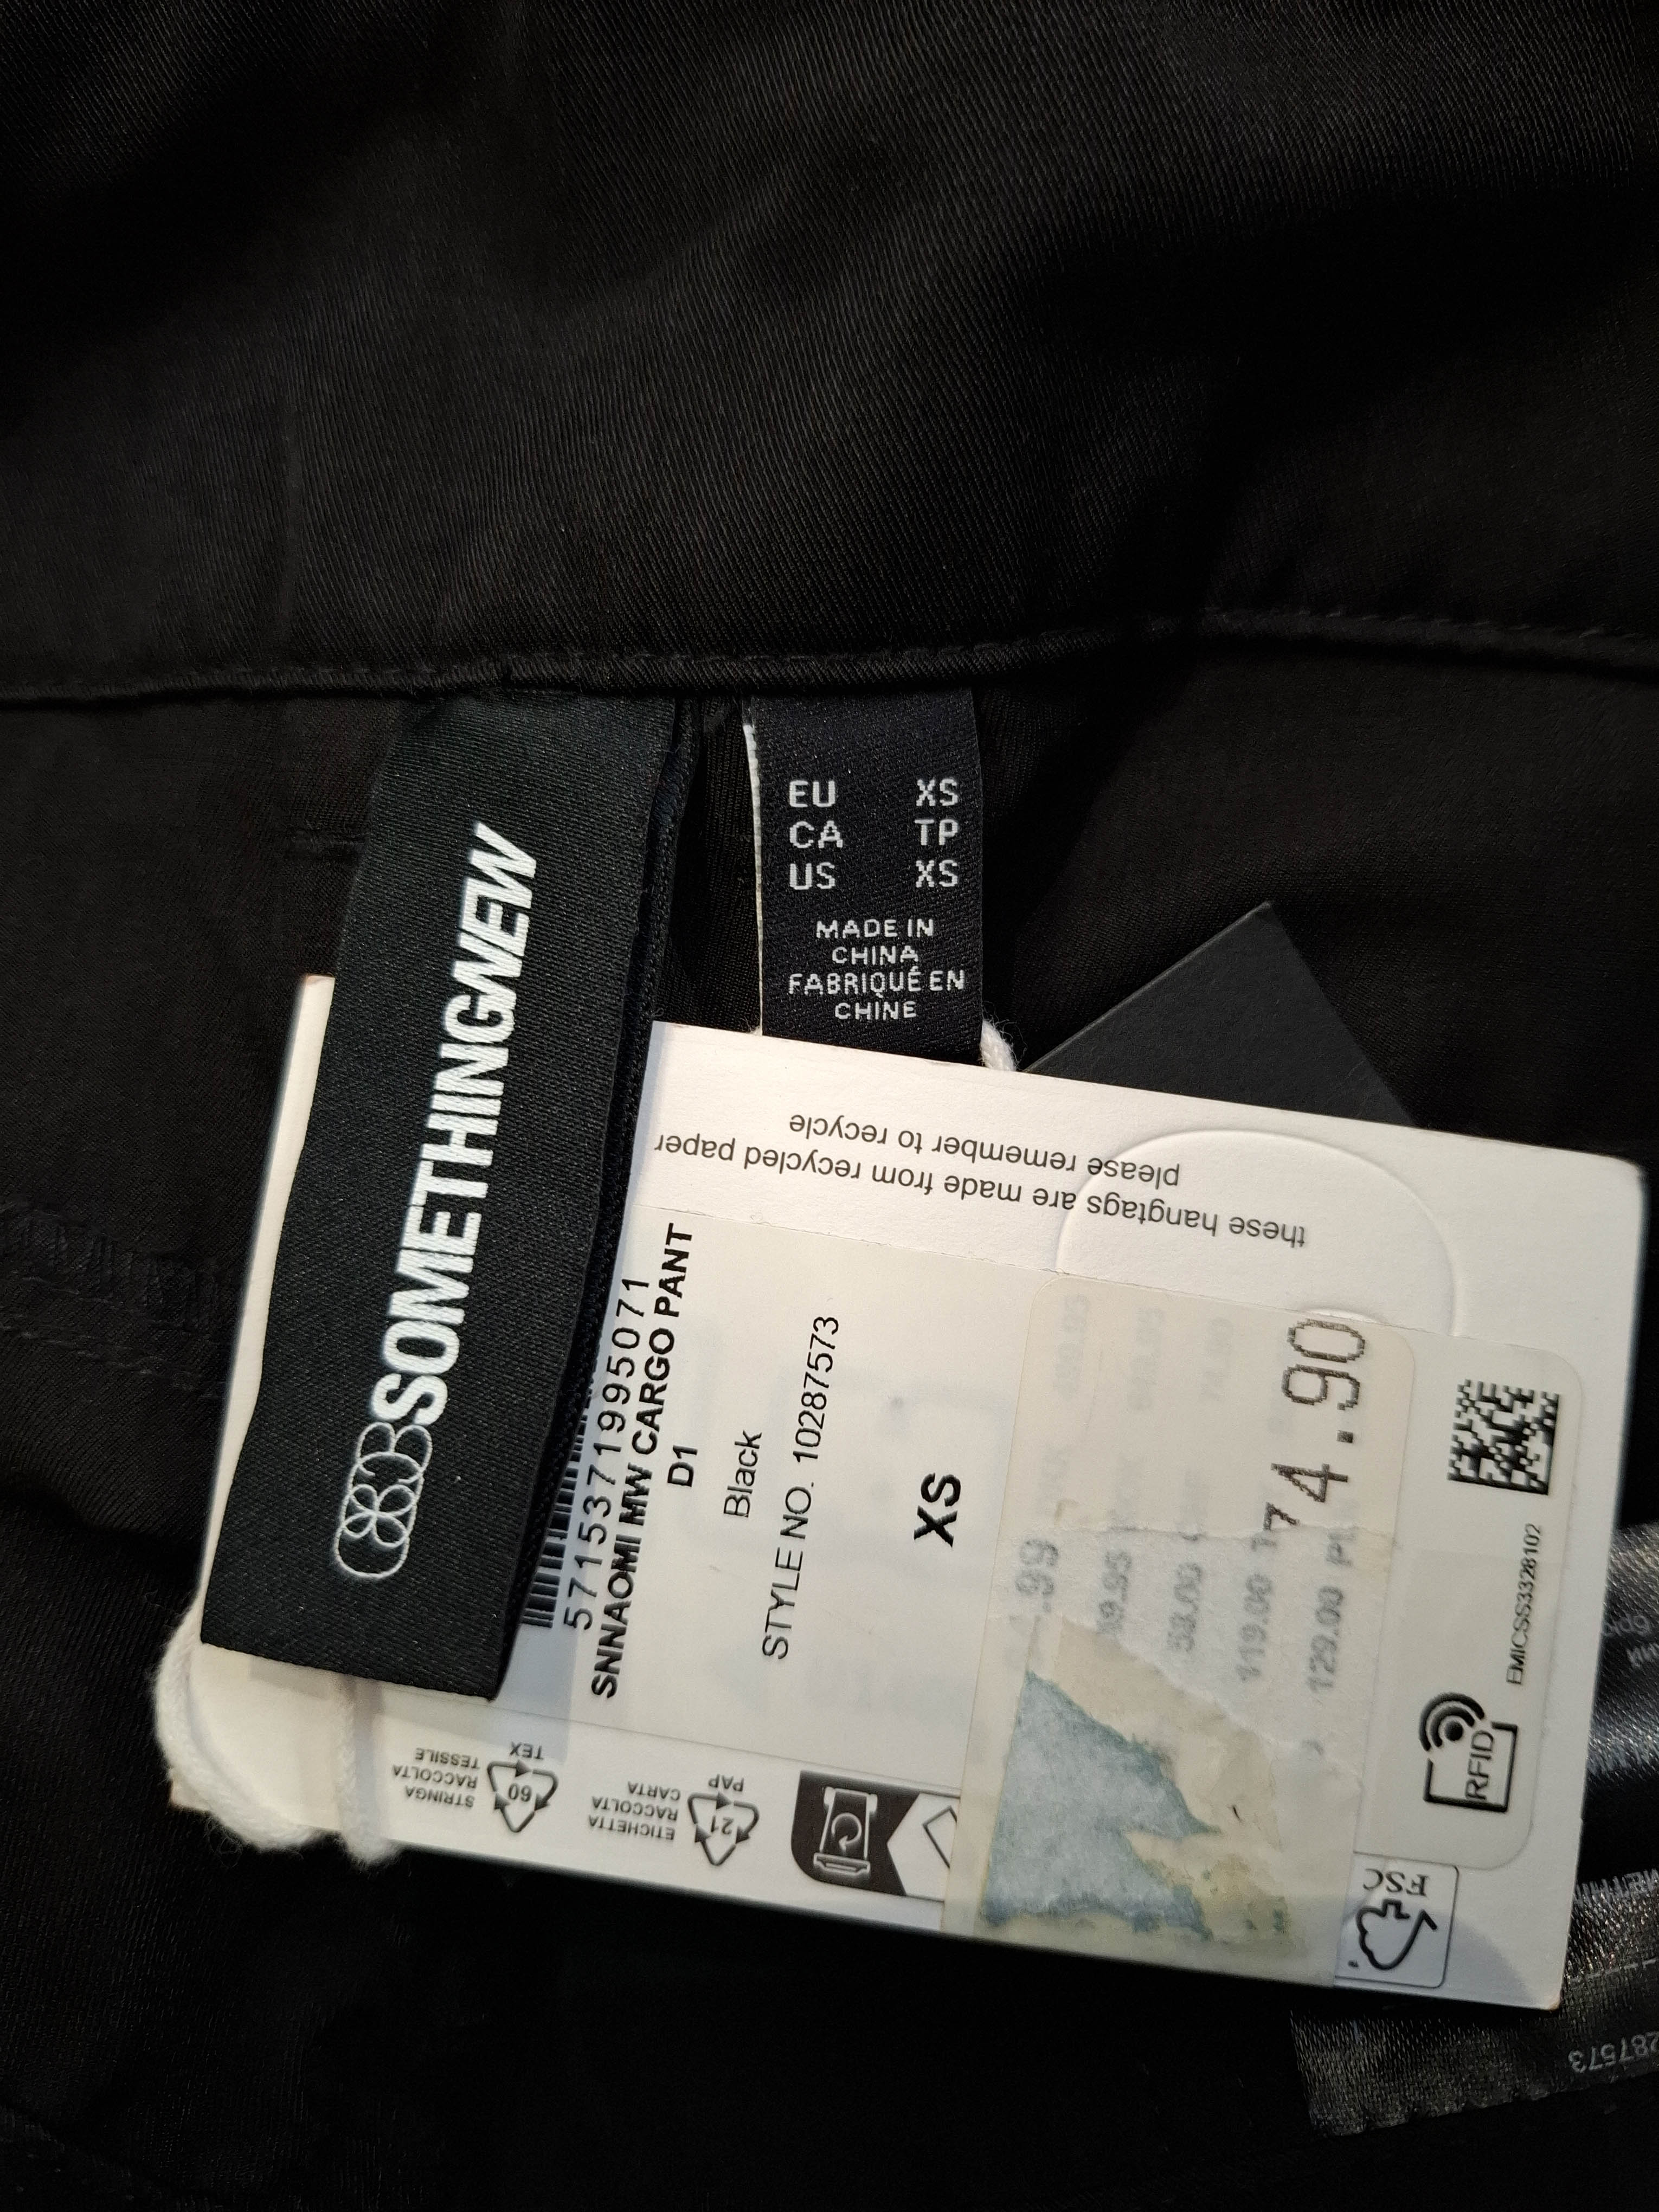 SOMETHINGNEW
EU XS
CA TP
US XS
MADE IN
CHINA
FABRIQUÉ EN
CHINE
these hangtags are made from recycled paper
please remember to recycle
5715371995071
SNNAOMI MW CARGO PANT
D1
Black
STYLE NO. 10287573
XS
74.90
119.00
129.00
EMICSS3328102
RFID
FSC
STRINGA
RACCOLTA
TESSILE
60
TEX
ETICHETTA
RACCOLTA
CARTA
21
PAP
287573